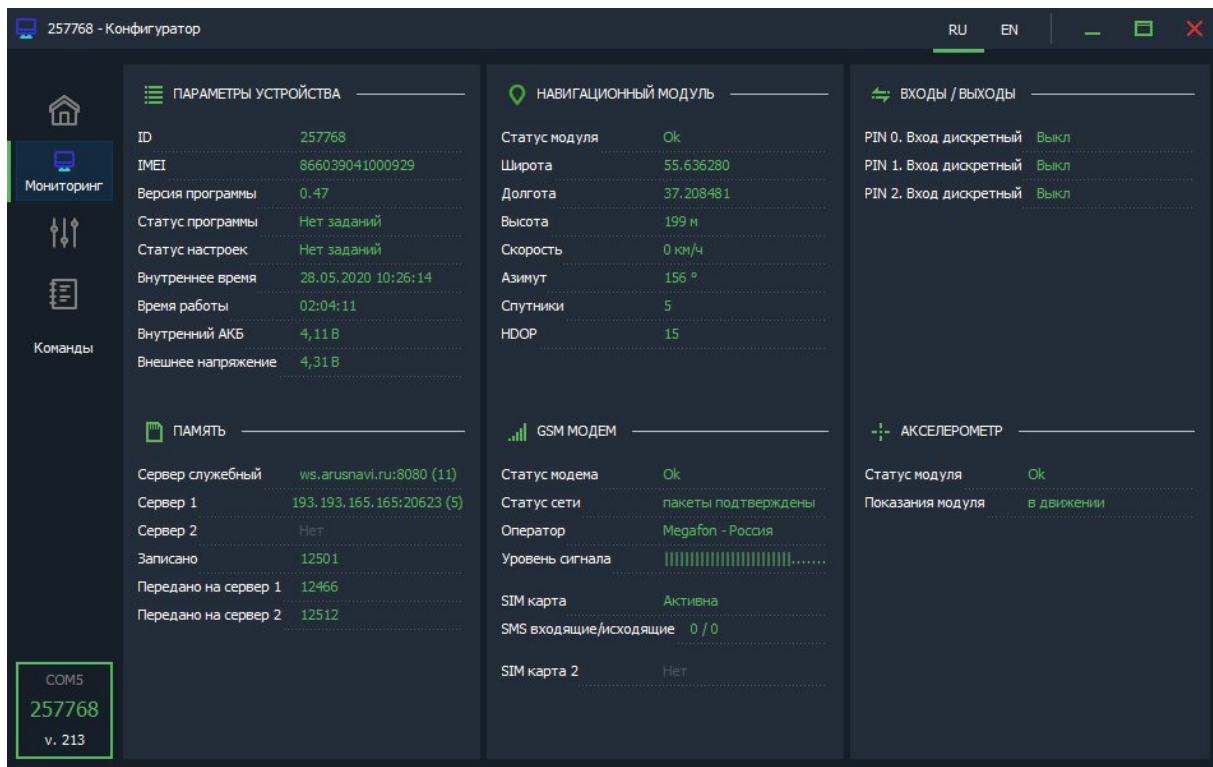 257768 - Конфигуратор
RU EN
Мониторинг
Команды
COM5
257768
v. 213
ПАРАМЕТРЫ УСТРОЙСТВА
ID 257768
IMEI 866039041000929
Версия программы 0.47
Статус программы Нет заданий
Статус настроек Нет заданий
Внутреннее время 28.05.2020 10:26:14
Время работы 02:04:11
Внутренний АКБ 4,11 В
Внешнее напряжение 4,31 В
НАВИГАЦИОННЫЙ МОДУЛЬ
Статус модуля Ok
Широта 55.636280
Долгота 37.208481
Высота 199 м
Скорость 0 км/ч
Азимут 156 °
Спутники 5
HDOP 15
ВХОДЫ / ВЫХОДЫ
PIN 0. Вход дискретный Выкл
PIN 1. Вход дискретный Выкл
PIN 2. Вход дискретный Выкл
ПАМЯТЬ
Сервер служебный ws.arusnavi.ru:8080 (11)
Сервер 1 193.193.165.165:20623 (5)
Сервер 2 Нет
Записано 12501
Передано на сервер 1 12466
Передано на сервер 2 12512
GSM МОДЕМ
Статус модема Ok
Статус сети пакеты подтверждены
Оператор Megafon - Россия
Уровень сигнала
SIM карта Активна
SMS входящие/исходящие 0 / 0
SIM карта 2 Нет
АКСЕЛЕРОМЕТР
Статус модуля Ok
Показания модуля в движении